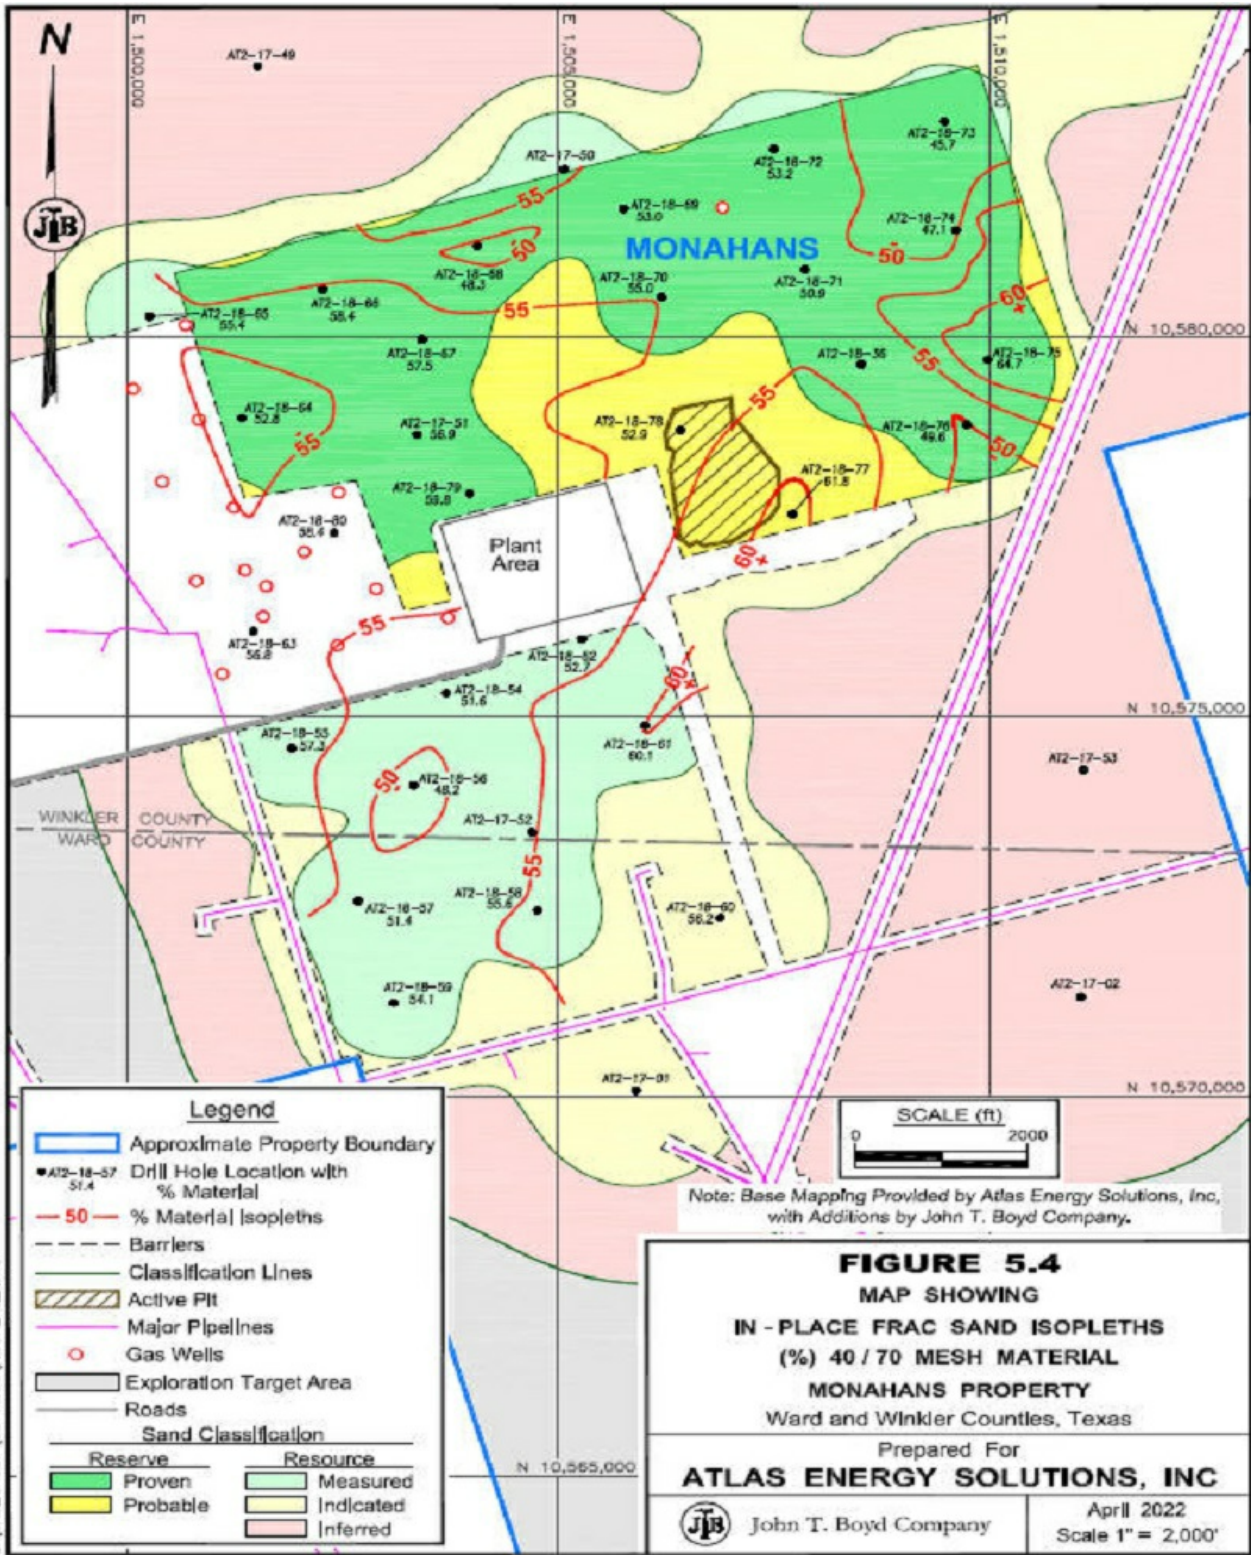 N
JTB
E 1,500,000
E 1,505,000
E 1,510,000
AT2-17-49
AT2-17-50
AT2-18-72
53.2
AT2-18-73
45.7
55
AT2-18-69
53.0
MONAHANS
AT2-18-74
47.1
50
AT2-18-68
48.3
50
AT2-18-70
55.0
AT2-18-71
50.9
60
AT2-18-65
55.4
AT2-18-66
55
N 10,580,000
AT2-18-67
57.5
AT2-18-36
55
AT2-18-75
64.7
AT2-18-64
52.8
55
AT2-17-51
56.9
AT2-18-78
52.9
55
AT2-18-76
49.6
50
AT2-18-77
61.8
AT2-18-79
AT2-18-80
Plant
Area
60
55
AT2-18-63
AT2-18-62
52.7
60
AT2-18-54
51.6
N 10,575,000
AT2-18-55
57.3
AT2-18-61
60.1
AT2-17-53
50
AT2-18-56
48.2
AT2-17-52
WINKLER COUNTY
WARD COUNTY
55
AT2-18-57
51.4
AT2-18-58
AT2-18-60
56.2
AT2-18-59
54.1
AT2-17-02
AT2-17-01
N 10,570,000
Legend
Approximate Property Boundary
AT2-18-57
51.4
Drill Hole Location with
% Material
50
% Material Isopleths
Barriers
Classification Lines
Active Pit
Major Pipelines
Gas Wells
Exploration Target Area
Roads
Sand Classification
Reserve
Resource
Proven
Measured
Probable
Indicated
Inferred
SCALE (ft)
0 2000
Note: Base Mapping Provided by Atlas Energy Solutions, Inc,
with Additions by John T. Boyd Company.
N 10,565,000
FIGURE 5.4
MAP SHOWING
IN - PLACE FRAC SAND ISOPLETHS
(%) 40 / 70 MESH MATERIAL
MONAHANS PROPERTY
Ward and Winkler Counties, Texas
Prepared For
ATLAS ENERGY SOLUTIONS, INC
JTB
John T. Boyd Company
April 2022
Scale 1" = 2,000'